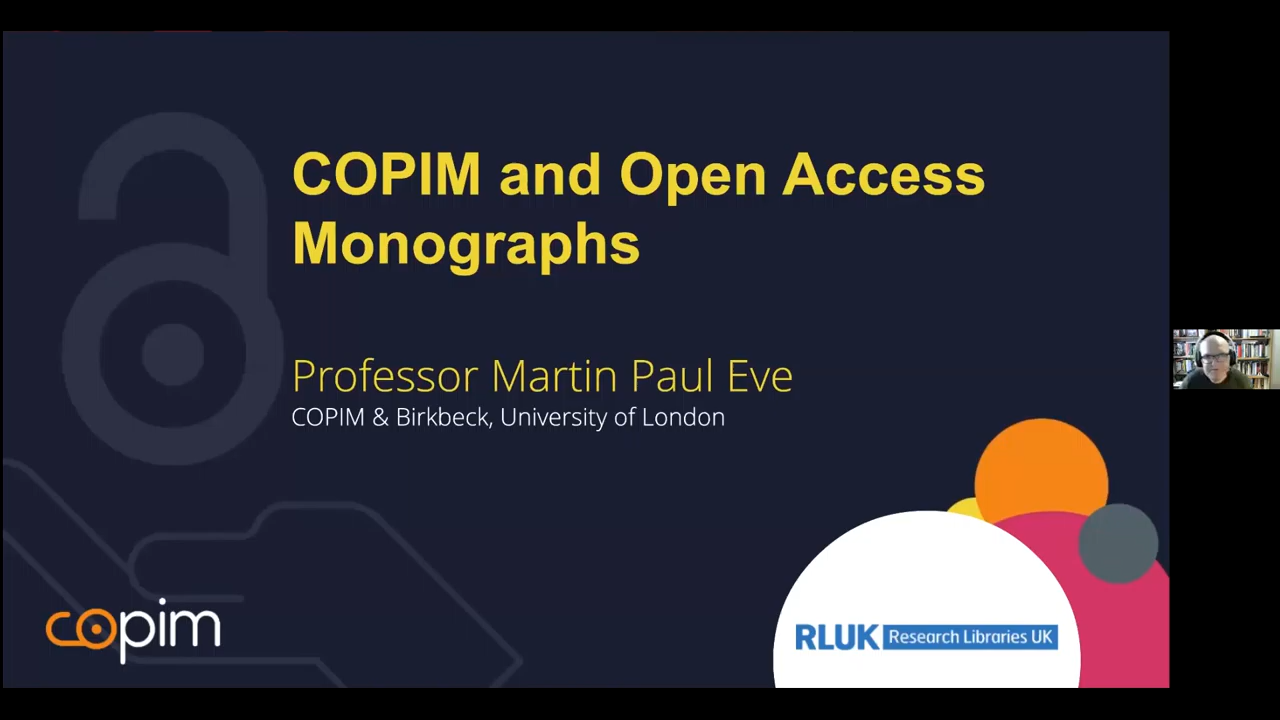 COPIM and Open Access
Monographs
Professor Martin Paul Eve
COPIM & Birkbeck, University of London
copim
RLUK Research Libraries UK